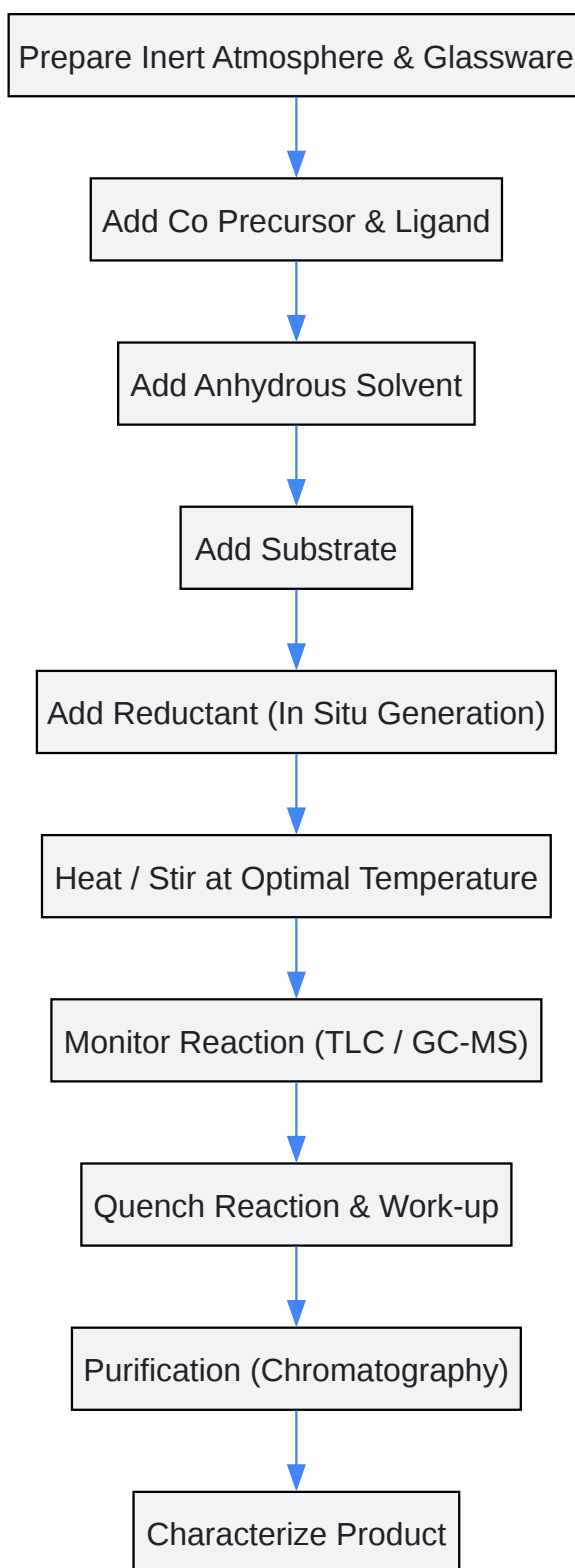 Prepare Inert Atmosphere & Glassware
Add Co Precursor & Ligand
Add Anhydrous Solvent
Add Substrate
Add Reductant (In Situ Generation)
Heat / Stir at Optimal Temperature
Monitor Reaction (TLC / GC-MS)
Quench Reaction & Work-up
Purification (Chromatography)
Characterize Product